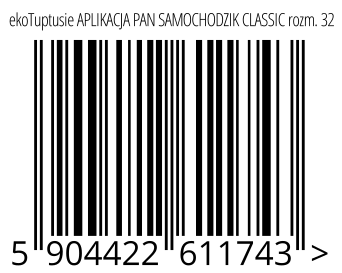 ekoTuptusie APLIKACJA PAN SAMOCHODZIK CLASSIC rozm. 32
5 904422 611743 >